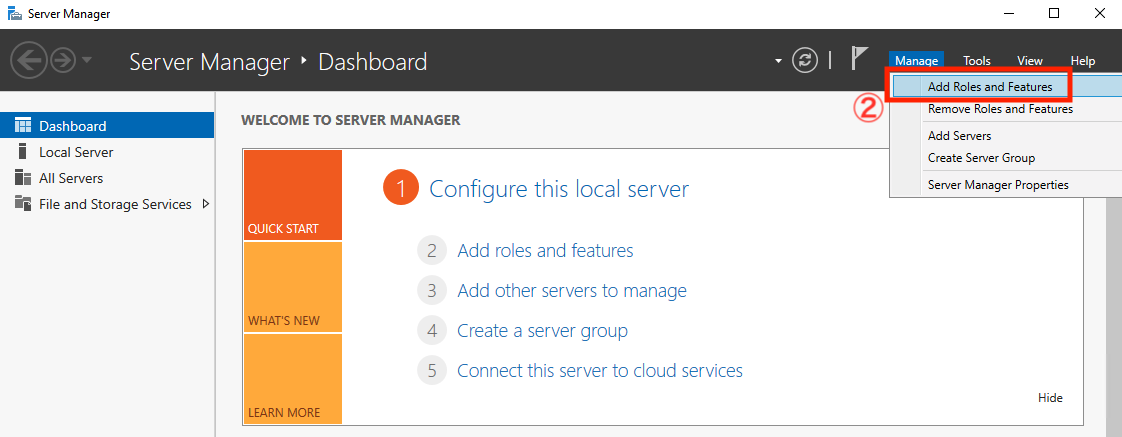 Server Manager
Server Manager ‣ Dashboard
Manage Tools View Help
Add Roles and Features
②
Remove Roles and Features
Add Servers
Create Server Group
Server Manager Properties
Dashboard
Local Server
All Servers
File and Storage Services
WELCOME TO SERVER MANAGER
QUICK START
WHAT'S NEW
LEARN MORE
1 Configure this local server
2 Add roles and features
3 Add other servers to manage
4 Create a server group
5 Connect this server to cloud services
Hide